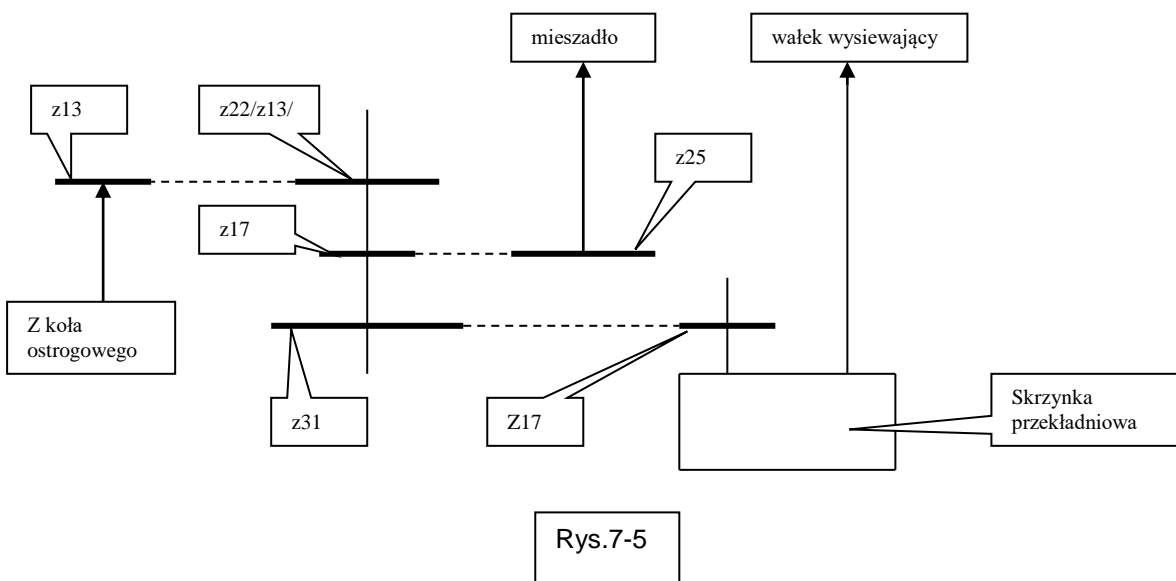 mieszadło
wałek wysiewający
z13
z22/z13/
z25
z17
Z koła
ostrogowego
z31
Z17
Skrzynka
przekładniowa
Rys.7-5